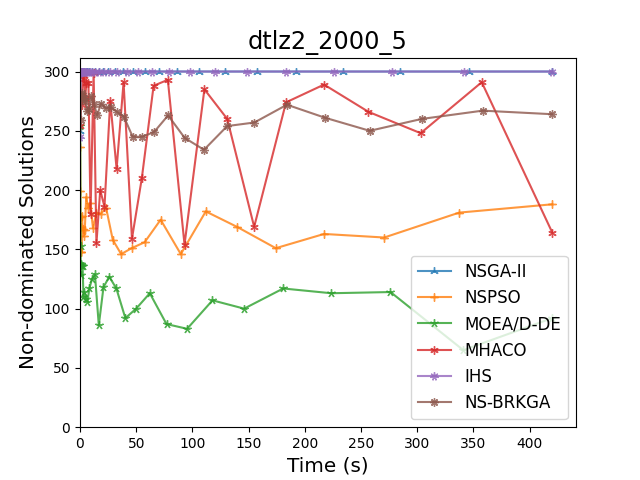 dtlz2_2000_5
Non-dominated Solutions
300
250
200
150
100
50
0
0 50 100 150 200 250 300 350 400
Time (s)
NSGA-II
NSPSO
MOEA/D-DE
MHACO
IHS
NS-BRKGA